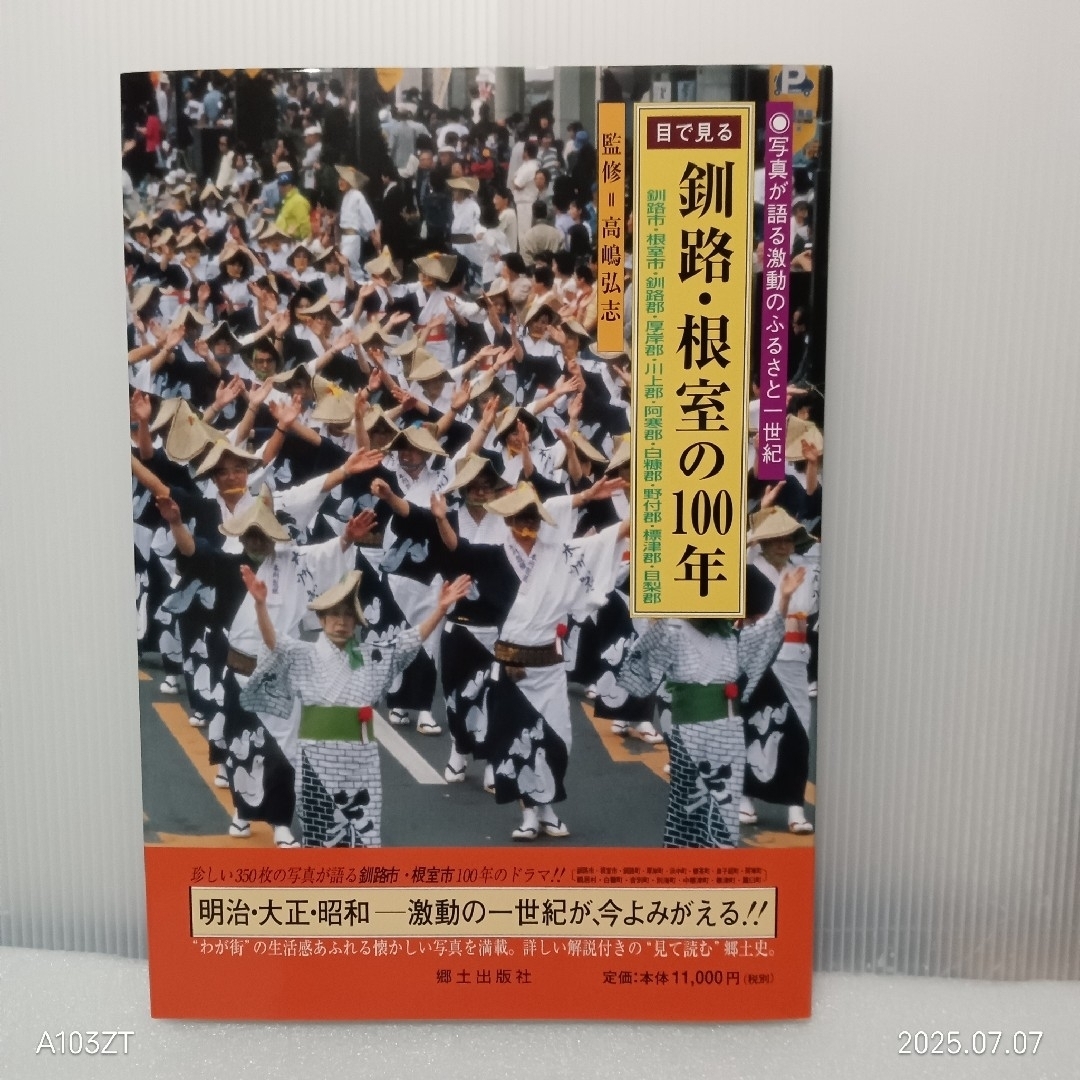 P
◉写真が語る激動のふるさと一世紀
目で見る
釧路・根室の100年
釧路市・根室市・釧路郡・厚岸郡・川上郡・阿寒郡・白糠郡・野付郡・標津郡・目梨郡
監修＝高嶋弘志
珍しい350枚の写真が語る釧路市・根室市100年のドラマ!!
明治・大正・昭和──激動の一世紀が、今よみがえる!!
“わが街”の生活感あふれる懐かしい写真を満載。詳しい解説付きの“見て読む”郷土史。
郷土出版社
定価：本体11,000円（税別）
A103ZT
2025.07.07